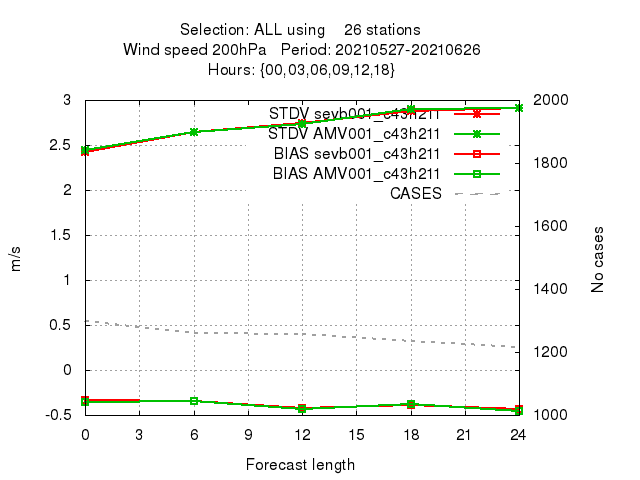 Selection: ALL using 26 stations
Wind speed 200hPa Period: 20210527-20210626
Hours: {00,03,06,09,12,18}
3
2.5
2
1.5
1
0.5
0
-0.5
m/s
STDV sevb001_c43h211
STDV AMV001_c43h211
BIAS sevb001_c43h211
BIAS AMV001_c43h211
CASES
2000
1800
1600
1400
1200
1000
No cases
0 3 6 9 12 15 18 21 24
Forecast length